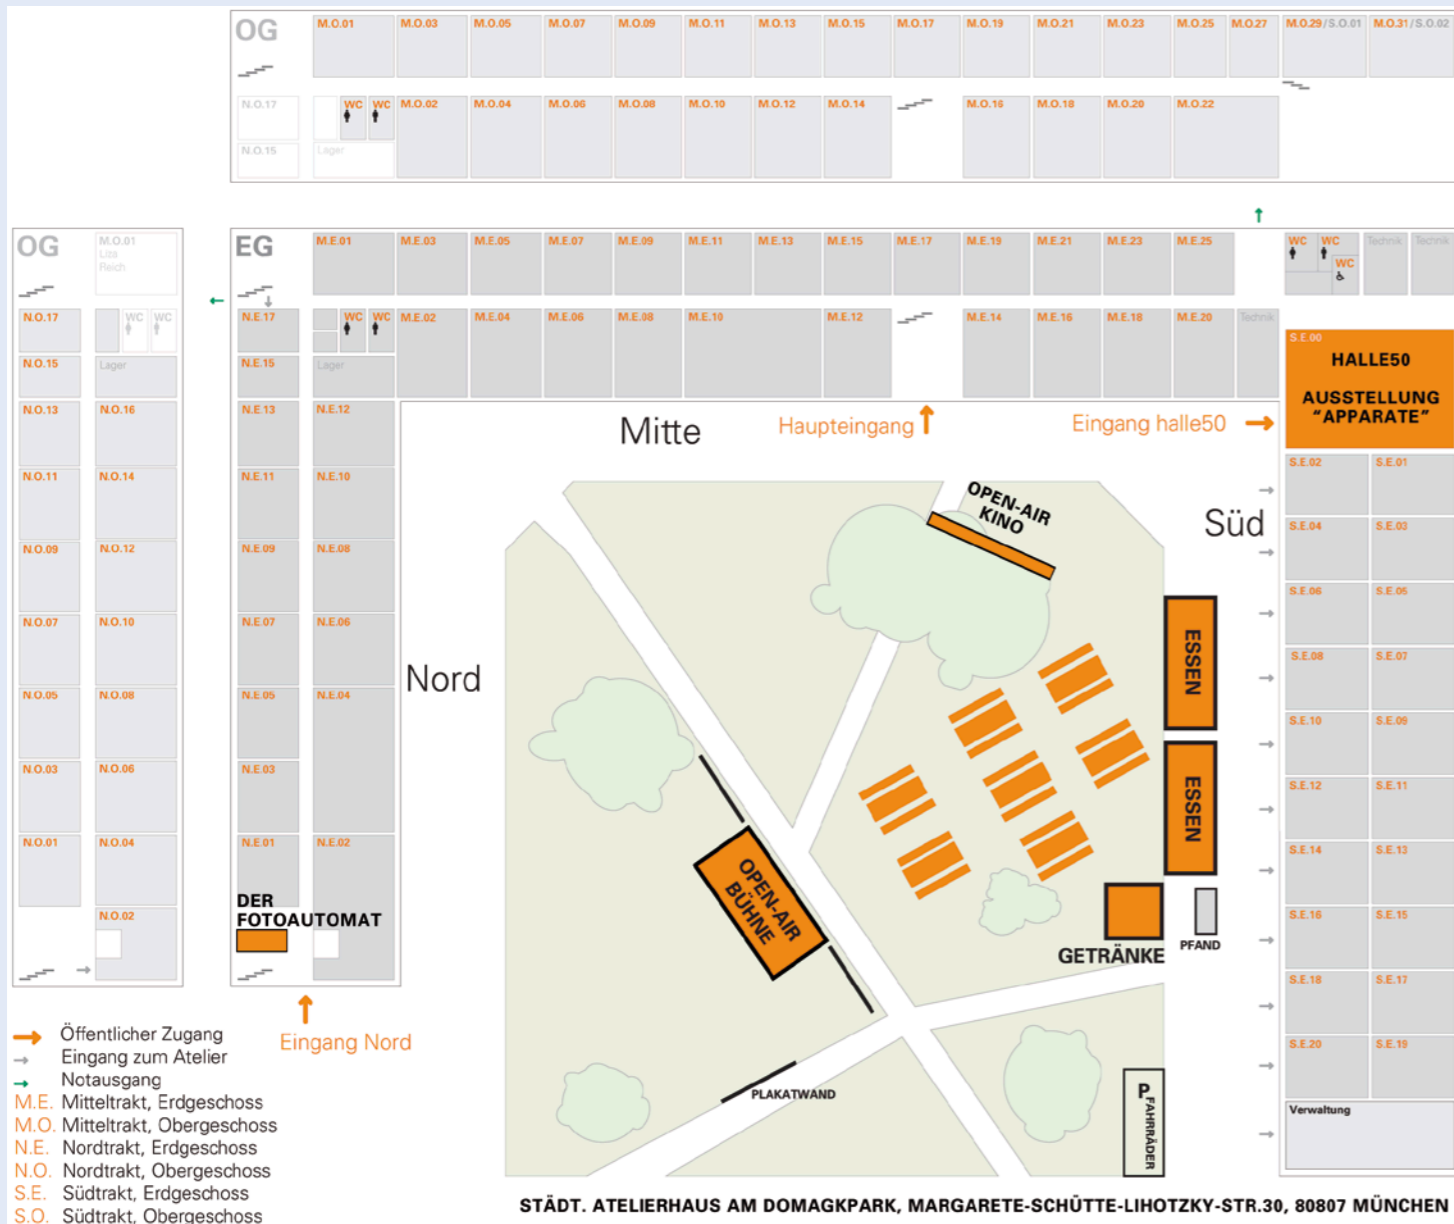 OG
M.O.01 M.O.03 M.O.05 M.O.07 M.O.09 M.O.11 M.O.13 M.O.15 M.O.17 M.O.19 M.O.21 M.O.23 M.O.25 M.O.27 M.O.29/S.O.01 M.O.31/S.O.02
N.O.17 WC WC M.O.02 M.O.04 M.O.06 M.O.08 M.O.10 M.O.12 M.O.14 M.O.16 M.O.18 M.O.20 M.O.22
N.O.15 Lager
OG
M.O.01
Liza
Reich
N.O.17 WC WC
N.O.15 Lager
N.O.13 N.O.16
N.O.11 N.O.14
N.O.09 N.O.12
N.O.07 N.O.10
N.O.05 N.O.08
N.O.03 N.O.06
N.O.01 N.O.04
N.O.02
EG
M.E.01 M.E.03 M.E.05 M.E.07 M.E.09 M.E.11 M.E.13 M.E.15 M.E.17 M.E.19 M.E.21 M.E.23 M.E.25 WC WC Technik Technik
WC
N.E.17 WC WC M.E.02 M.E.04 M.E.06 M.E.08 M.E.10 M.E.12 M.E.14 M.E.16 M.E.18 M.E.20 Technik
N.E.15 Lager
N.E.13 N.E.12
N.E.11 N.E.10
N.E.09 N.E.08
N.E.07 N.E.06
N.E.05 N.E.04
N.E.03
N.E.01 N.E.02
DER
FOTOAUTOMAT
Eingang Nord
Mitte
Haupteingang
Eingang halle50
Nord
Süd
S.E.00
HALLE50
AUSSTELLUNG
"APPARATE"
S.E.02 S.E.01
S.E.04 S.E.03
S.E.06 S.E.05
S.E.08 S.E.07
S.E.10 S.E.09
S.E.12 S.E.11
S.E.14 S.E.13
S.E.16 S.E.15
S.E.18 S.E.17
S.E.20 S.E.19
Verwaltung
OPEN-AIR
KINO
ESSEN
ESSEN
OPEN-AIR
BÜHNE
GETRÄNKE
PFAND
PLAKATWAND
P
FAHRRÄDER
Öffentlicher Zugang
Eingang zum Atelier
Notausgang
M.E. Mitteltrakt, Erdgeschoss
M.O. Mitteltrakt, Obergeschoss
N.E. Nordtrakt, Erdgeschoss
N.O. Nordtrakt, Obergeschoss
S.E. Südtrakt, Erdgeschoss
S.O. Südtrakt, Obergeschoss
STÄDT. ATELIERHAUS AM DOMAGKPARK, MARGARETE-SCHÜTTE-LIHOTZKY-STR.30, 80807 MÜNCHEN